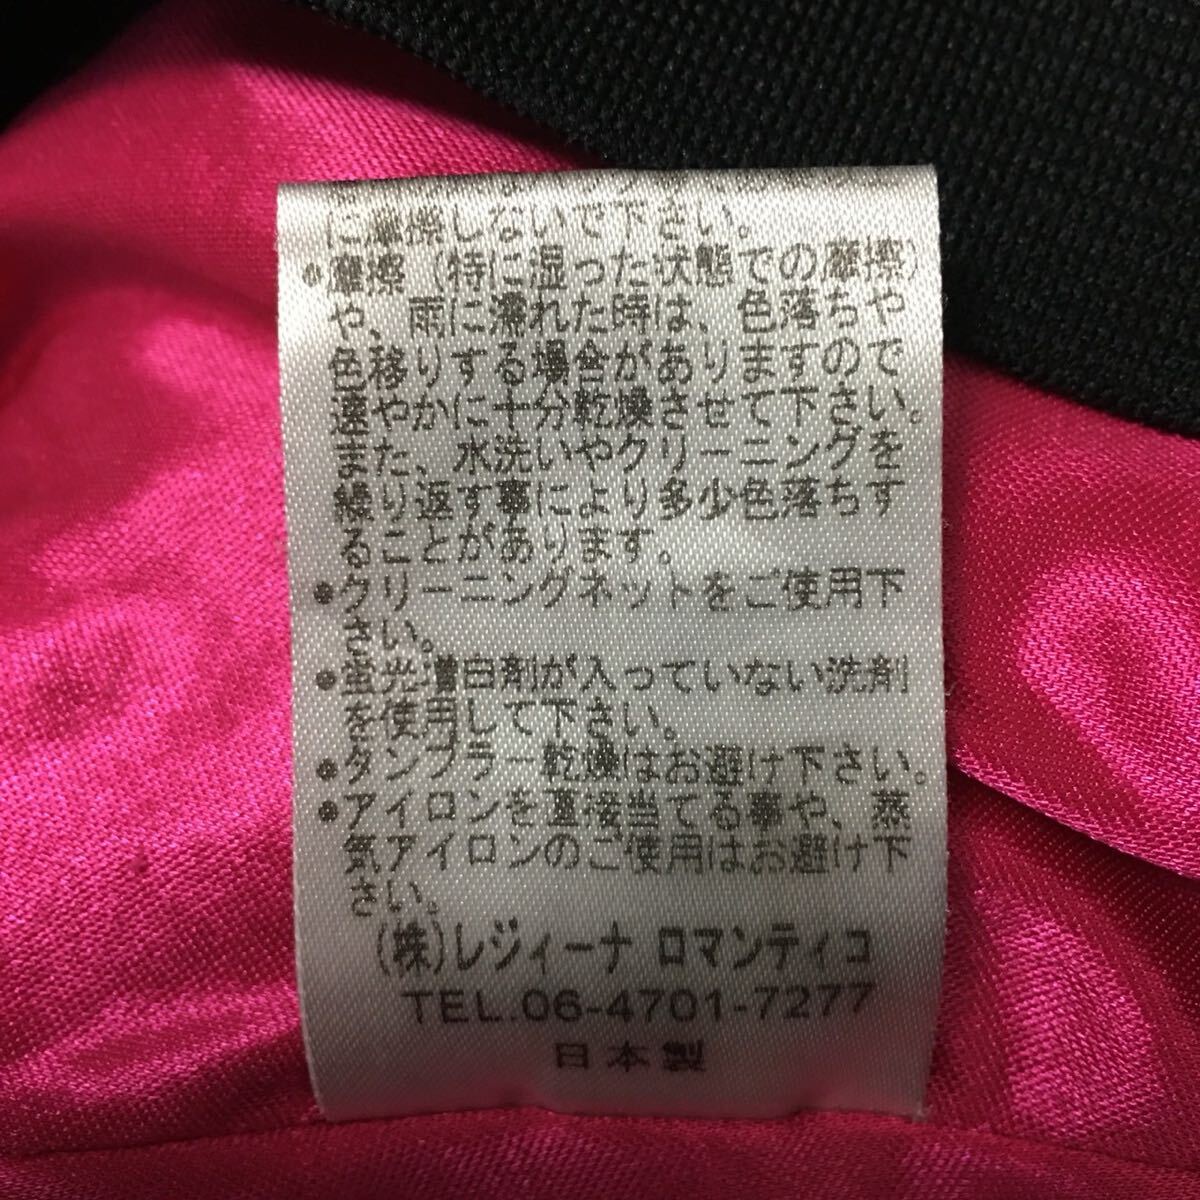 に摩擦しないで下さい。
●摩擦(特に湿った状態での摩擦)
や、雨に濡れた時は、色落ちや
色移りする場合がありますので
速やかに十分乾燥させて下さい。
また、水洗いやクリーニングを
繰り返す事により多少色落ちす
ることがあります。
●クリーニングネットをご使用下
さい。
●蛍光増白剤が入っていない洗剤
を使用して下さい。
●タンブラー乾燥はお避け下さい。
●アイロンを直接当てる事や、蒸
気アイロンのご使用はお避け下
さい。
(株)レジィーナ ロマンティコ
TEL.06-4701-7277
日本製